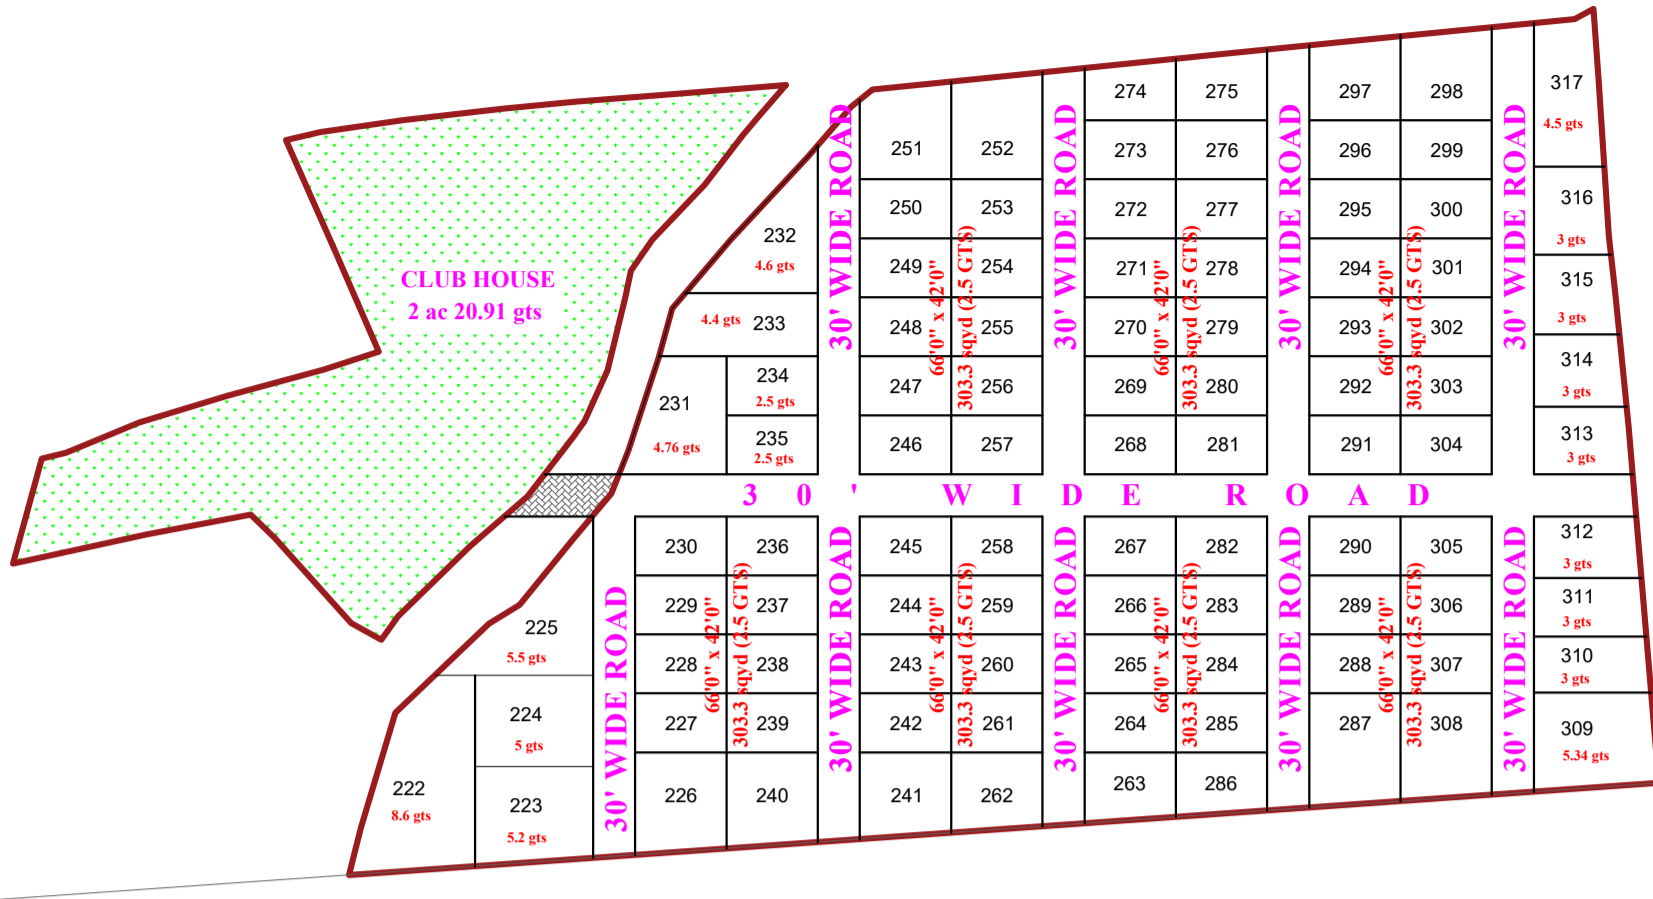 CLUB HOUSE
2 ac 20.91 gts
232
4.6 gts
4.4 gts 233
231
4.76 gts
234
2.5 gts
235
2.5 gts
30' WIDE ROAD
251 252
250 253
249 254
248 255
247 256
246 257
66'0" x 42'0"
303.3 sqyd (2.5 GTS)
30' WIDE ROAD
274 275
273 276
272 277
271 278
270 279
269 280
268 281
66'0" x 42'0"
303.3 sqyd (2.5 GTS)
30' WIDE ROAD
297 298
296 299
295 300
294 301
293 302
292 303
291 304
66'0" x 42'0"
303.3 sqyd (2.5 GTS)
30' WIDE ROAD
317
4.5 gts
316
3 gts
315
3 gts
314
3 gts
313
3 gts
30' WIDE ROAD
225
5.5 gts
224
5 gts
222
8.6 gts
223
5.2 gts
30' WIDE ROAD
230 236
229 237
228 238
227 239
226 240
66'0" x 42'0"
303.3 sqyd (2.5 GTS)
30' WIDE ROAD
245 258
244 259
243 260
242 261
241 262
66'0" x 42'0"
303.3 sqyd (2.5 GTS)
30' WIDE ROAD
267 282
266 283
265 284
264 285
263 286
66'0" x 42'0"
303.3 sqyd (2.5 GTS)
30' WIDE ROAD
290 305
289 306
288 307
287 308
66'0" x 42'0"
303.3 sqyd (2.5 GTS)
30' WIDE ROAD
312
3 gts
311
3 gts
310
3 gts
309
5.34 gts